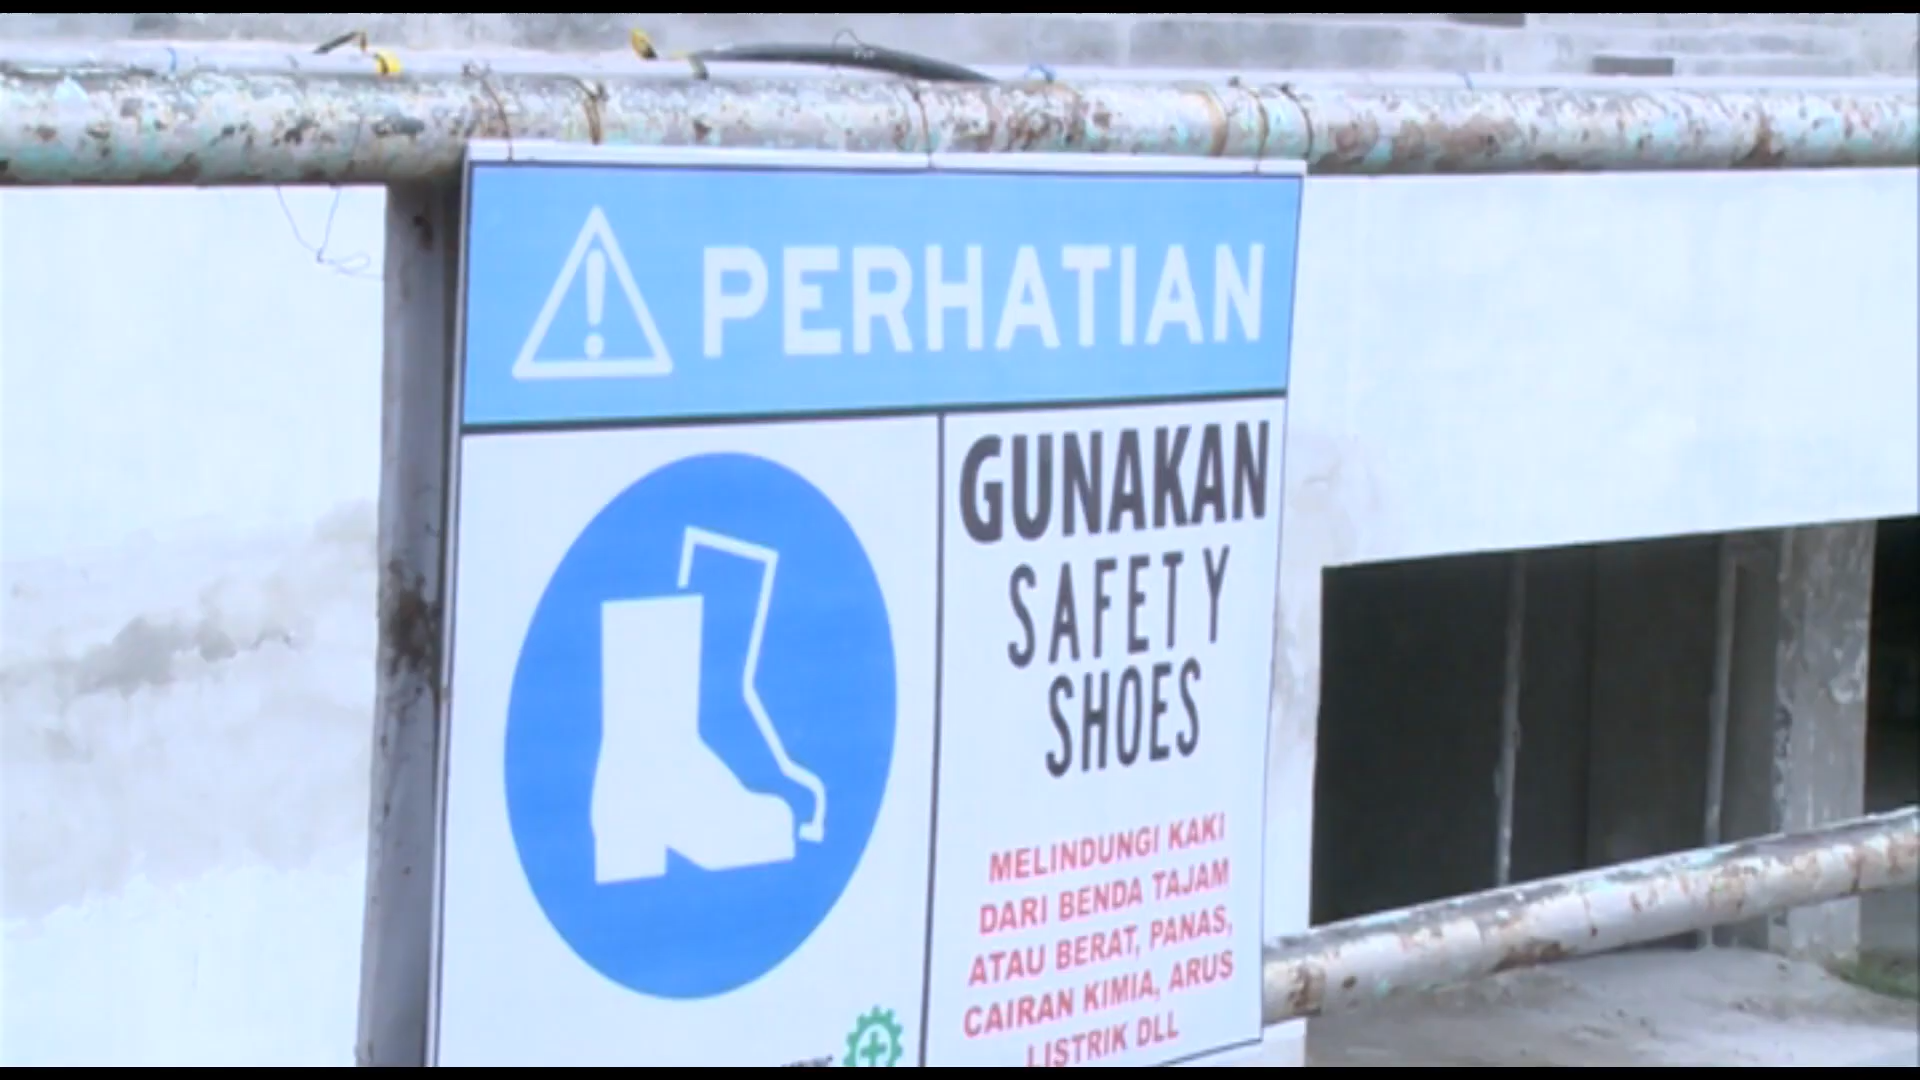 PERHATIAN
GUNAKAN
SAFETY
SHOES
MELINDUNGI KAKI
DARI BENDA TAJAM
ATAU BERAT, PANAS,
CAIRAN KIMIA, ARUS
LISTRIK DLL